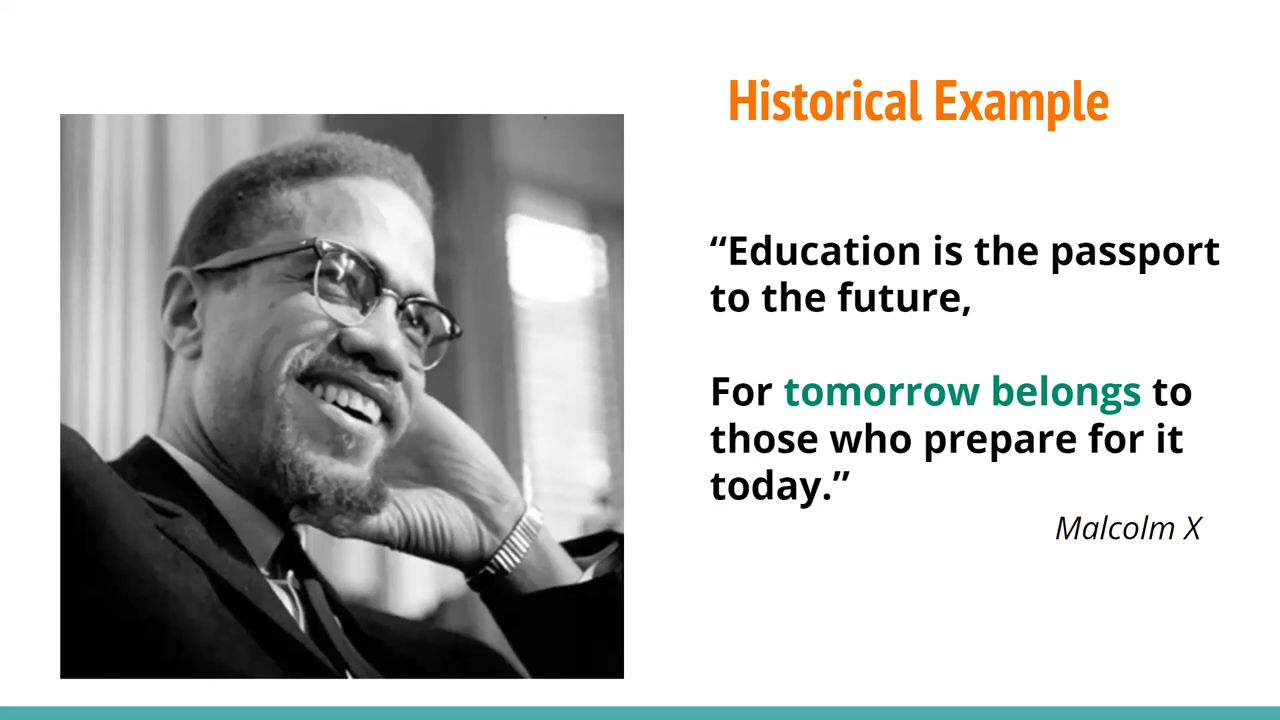 Historical Example
“Education is the passport
to the future,
For tomorrow belongs to
those who prepare for it
today.”
Malcolm X